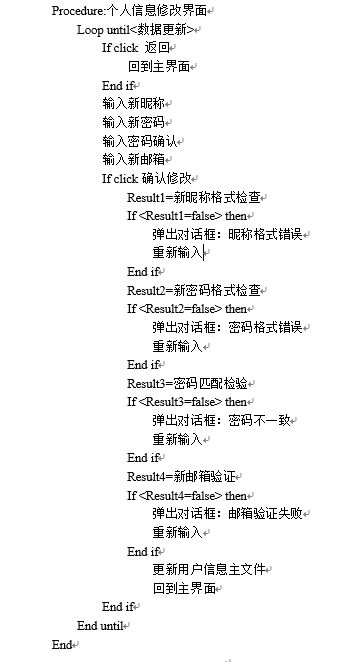 Procedure:个人信息修改界面
Loop until<数据更新>
If click 返回
回到主界面
End if
输入新昵称
输入新密码
输入密码确认
输入新邮箱
If click 确认修改
Result1=新昵称格式检查
If <Result1=false> then
弹出对话框：昵称格式错误
重新输入
End if
Result2=新密码格式检查
If <Result2=false> then
弹出对话框：密码格式错误
重新输入
End if
Result3=密码匹配检验
If <Result3=false> then
弹出对话框：密码不一致
重新输入
End if
Result4=新邮箱验证
If <Result4=false> then
弹出对话框：邮箱验证失败
重新输入
End if
更新用户信息主文件
回到主界面
End if
End until
End